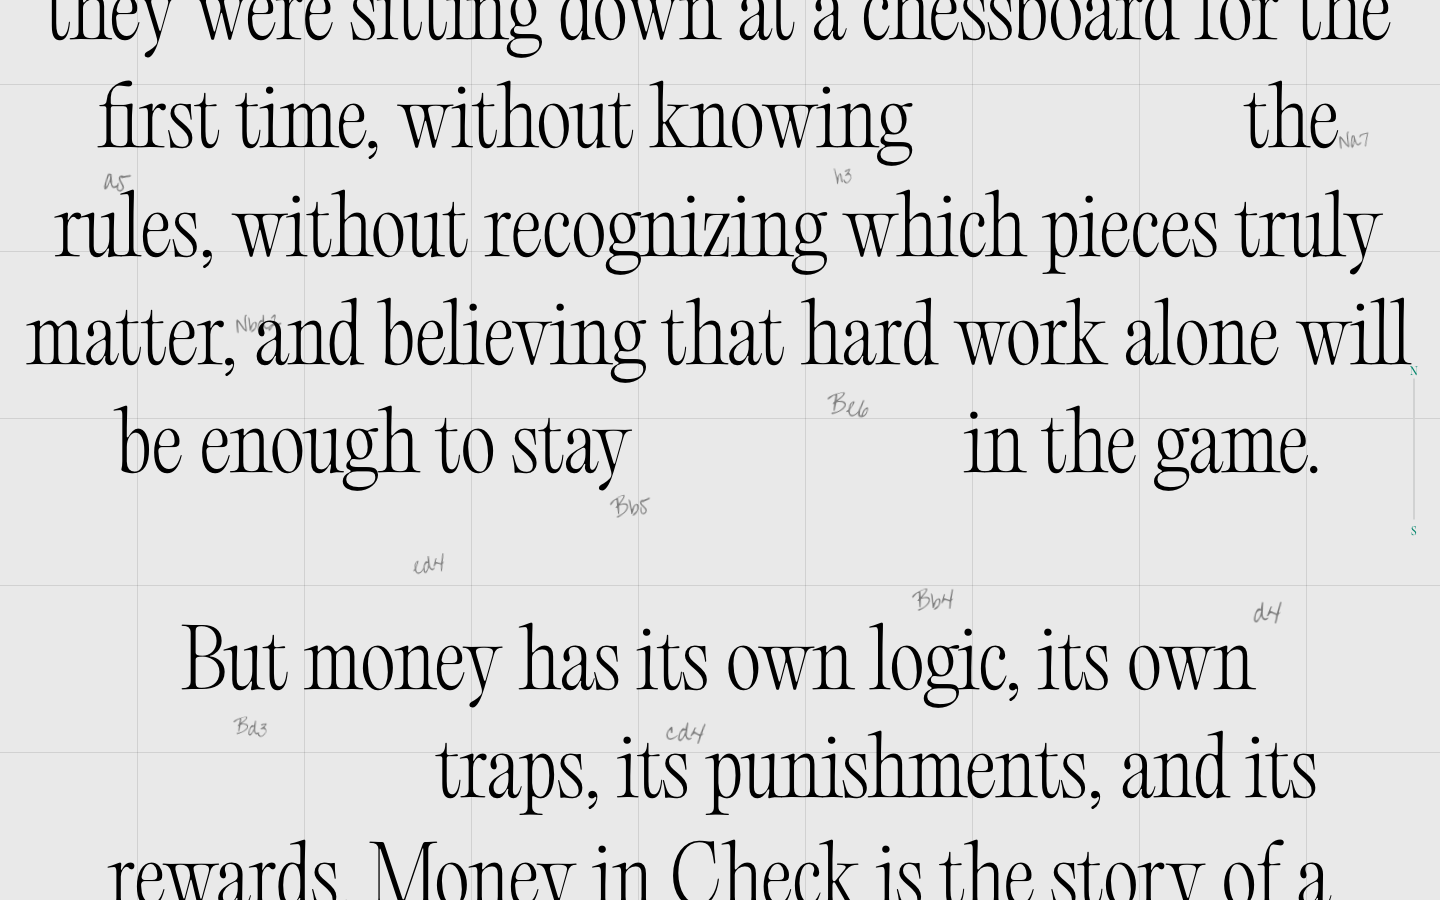 they were sitting down at a chessboard for the
first time, without knowing the
Na7
a5
h3
rules, without recognizing which pieces truly
Nbd2
matter, and believing that hard work alone will
N
Be6
be enough to stay in the game.
Bb5
S
ed4
Bb4
d4
But money has its own logic, its own
Bd3
cd4
traps, its punishments, and its
rewards. Money in Check is the story of a